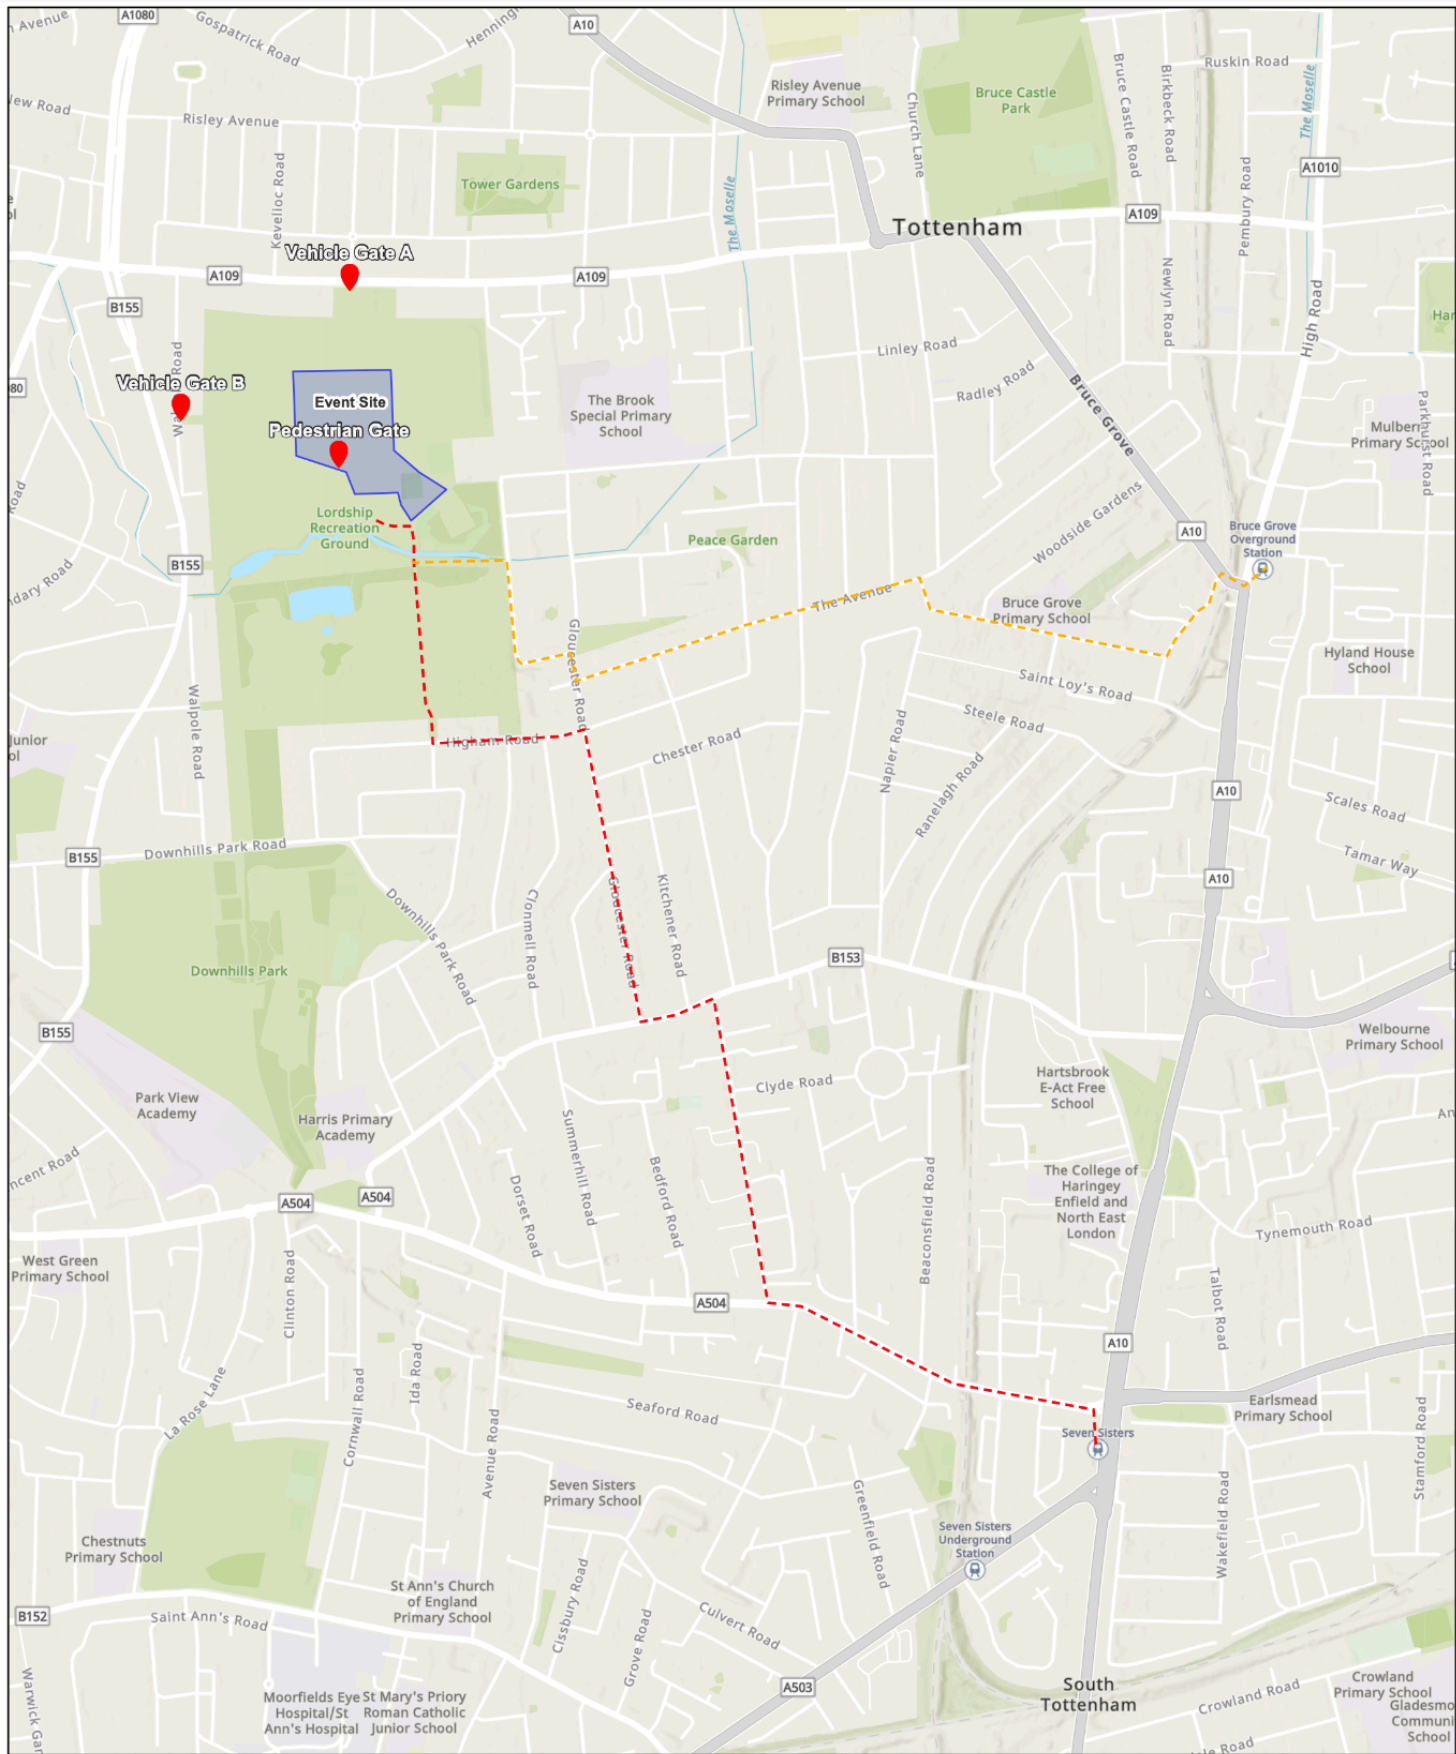 A1080
Gospatrick Road
A10
Risley Avenue
Primary School
Church Lane
Bruce Castle
Park
Bruce Castle Road
Birkbeck Road
Ruskin Road
The Moselle
A1010
Risley Avenue
Kevelioc Road
Tower Gardens
The Moselle
Tottenham
A109
Pembury Road
Vehicle Gate A
A109
A109
B155
Newlyn Road
High Road
Linley Road
Radley Road
Bruce Grove
Vehicle Gate B
Event Site
Pedestrian Gate
The Brook
Special Primary
School
Parkhurst Road
Primary School
Lordship
Recreation
Ground
Peace Garden
Woodside Gardens
A10
Bruce Grove
Overground
Station
B155
The Avenue
Bruce Grove
Primary School
Gloucester Road
Saint Loy's Road
Hyland House
School
Walpole Road
Higham Road
Chester Road
Steele Road
Napier Road
Ranelagh Road
A10
Scales Road
Tamar Way
B155
Downhills Park Road
A10
Downhills Park Road
Clonmell Road
Gloucester Road
Kitchener Road
B153
Downhills Park
B155
Welbourne
Primary School
Park View
Academy
Harris Primary
Academy
Clyde Road
Hartsbrook
E-Act Free
School
Summerhill Road
Bedford Road
Dorset Road
Beaconsfield Road
The College of
Haringey
Enfield and
North East
London
Tynemouth Road
A504
A504
West Green
Primary School
Clinton Road
A504
Talbot Road
A10
Ida Road
La Rose Lane
Cornwall Road
Avenue Road
Seaford Road
Earlsmead
Primary School
Stamford Road
Seven Sisters
Seven Sisters
Primary School
Greenfield Road
Wakefield Road
Chestnuts
Primary School
Seven Sisters
Underground
Station
St Ann's Church
of England
Primary School
Cissbury Road
Grove Road
Culvert Road
B152
Saint Ann's Road
A503
South
Tottenham
Crowland Road
Crowland
Primary School
Moorfields Eye
Hospital/St
Ann's Hospital
St Mary's Priory
Roman Catholic
Junior School
School